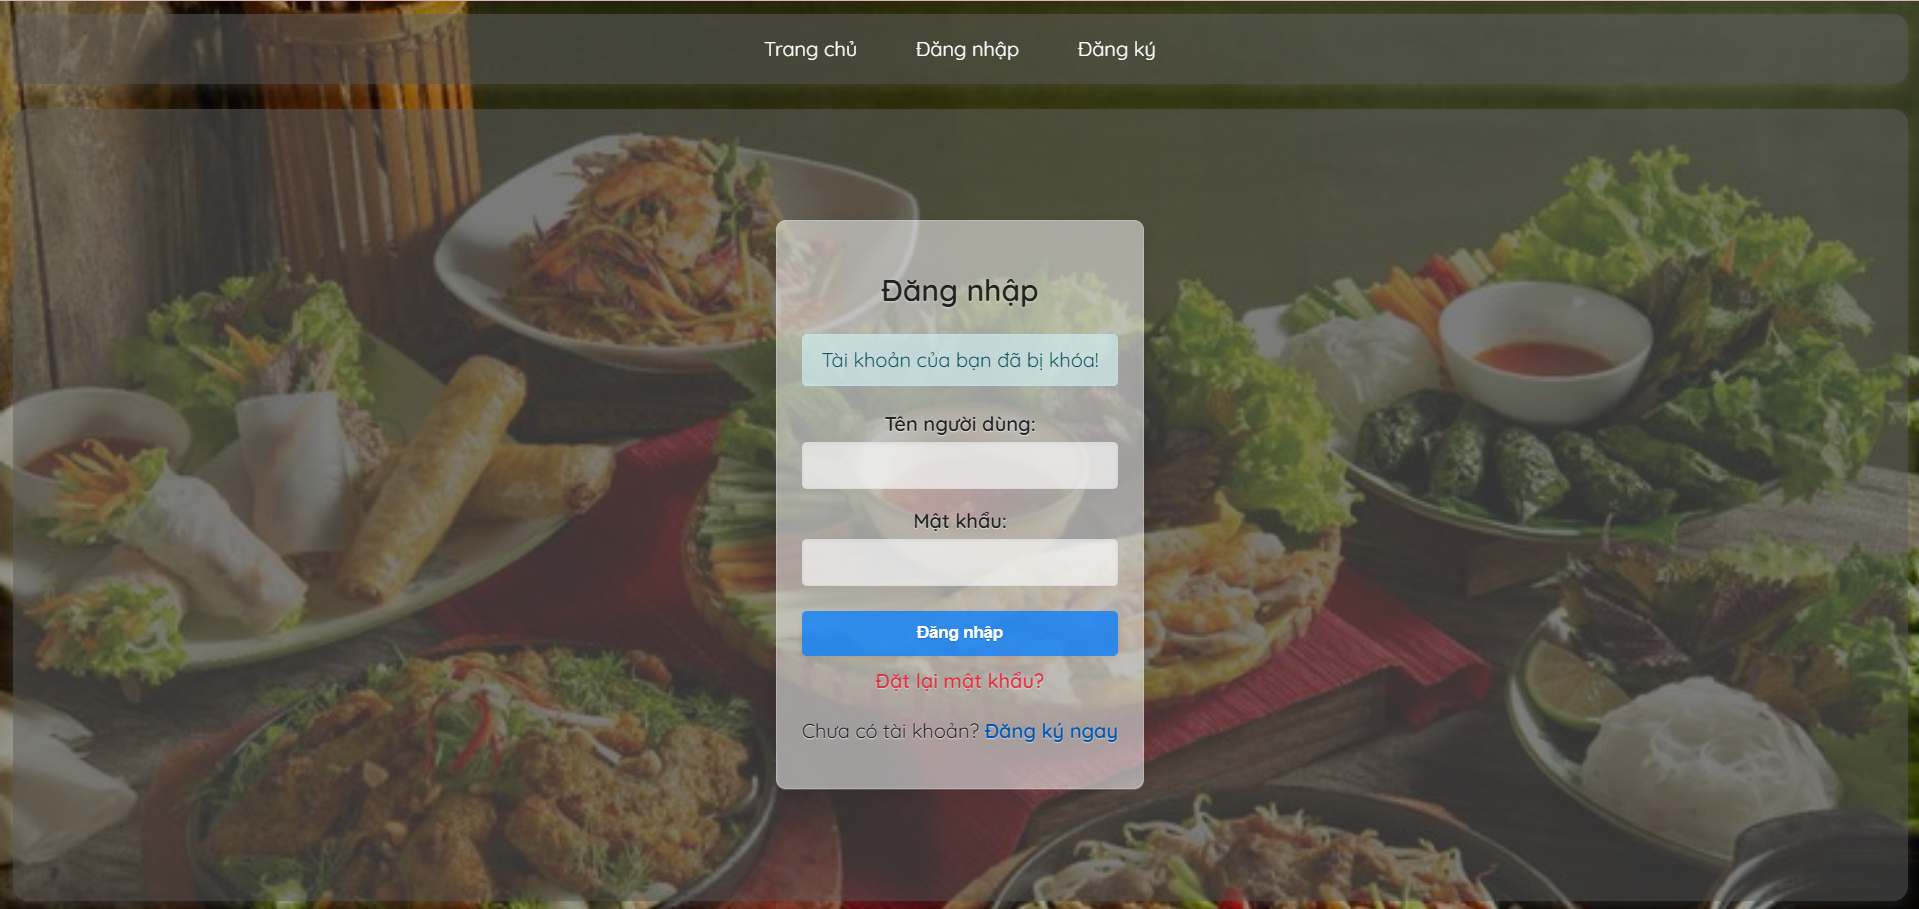 Trang chủ Đăng nhập Đăng ký
Đăng nhập
Tài khoản của bạn đã bị khóa!
Tên người dùng:
Mật khẩu:
Đăng nhập
Đặt lại mật khẩu?
Chưa có tài khoản? Đăng ký ngay